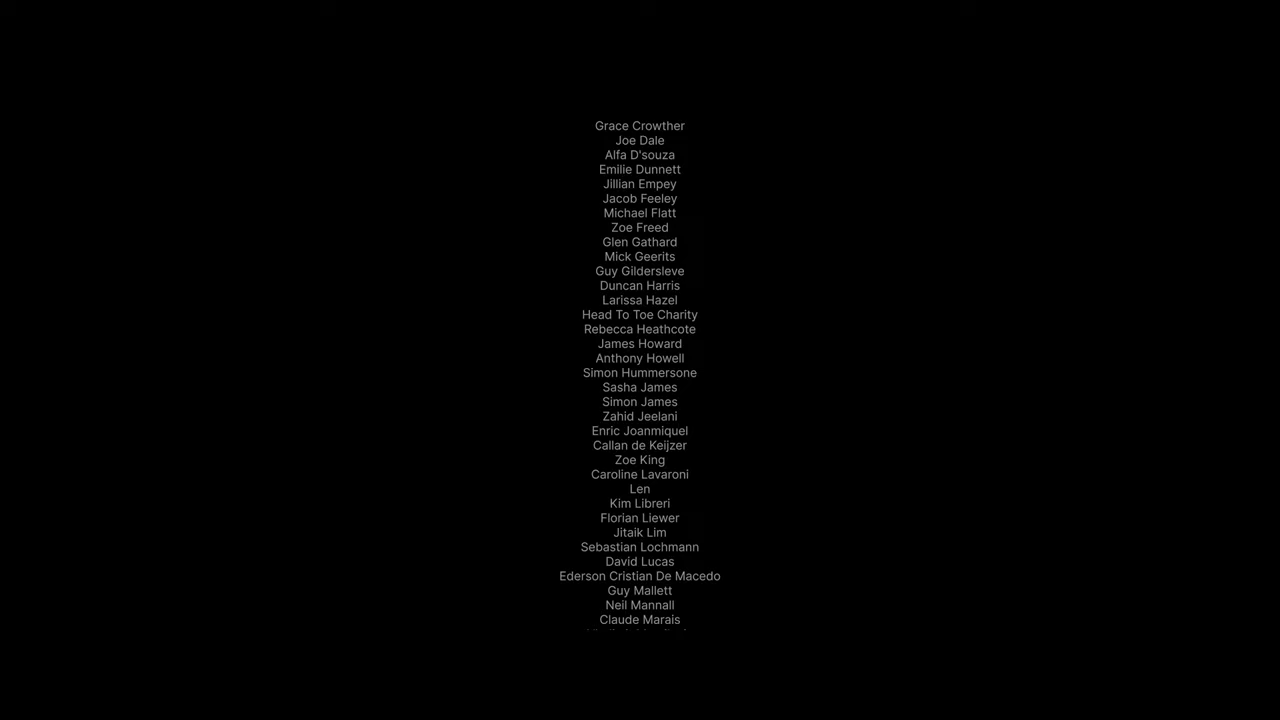 Grace Crowther
Joe Dale
Alfa D'souza
Emilie Dunnett
Jillian Empey
Jacob Feeley
Michael Flatt
Zoe Freed
Glen Gathard
Mick Geerits
Guy Gildersleve
Duncan Harris
Larissa Hazel
Head To Toe Charity
Rebecca Heathcote
James Howard
Anthony Howell
Simon Hummersone
Sasha James
Simon James
Zahid Jeelani
Enric Joanmiquel
Callan de Keijzer
Zoe King
Caroline Lavaroni
Len
Kim Libreri
Florian Liewer
Jitaik Lim
Sebastian Lochmann
David Lucas
Ederson Cristian De Macedo
Guy Mallett
Neil Mannall
Claude Marais